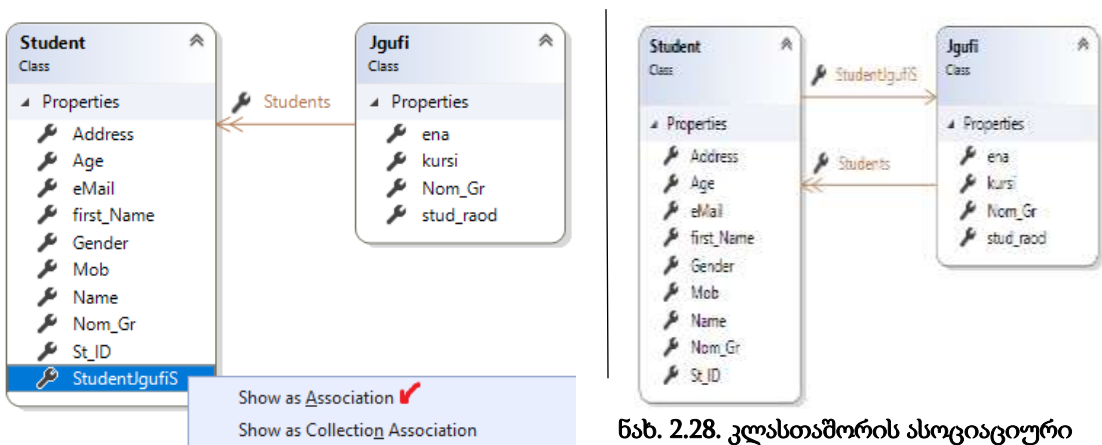 Student
Class
Properties
Address
Age
eMail
first_Name
Gender
Mob
Name
Nom_Gr
St_ID
StudentJgufiS
Students
Jgufi
Class
Properties
ena
kursi
Nom_Gr
stud_raod
Show as Association
Show as Collection Association
Student
Class
Properties
Address
Age
eMail
first_Name
Gender
Mob
Name
Nom_Gr
St_ID
StudentJgufiS
Students
Jgufi
Class
Properties
ena
kursi
Nom_Gr
stud_raod
ნახ. 2.28. კლასთაშორის ასოციაციური